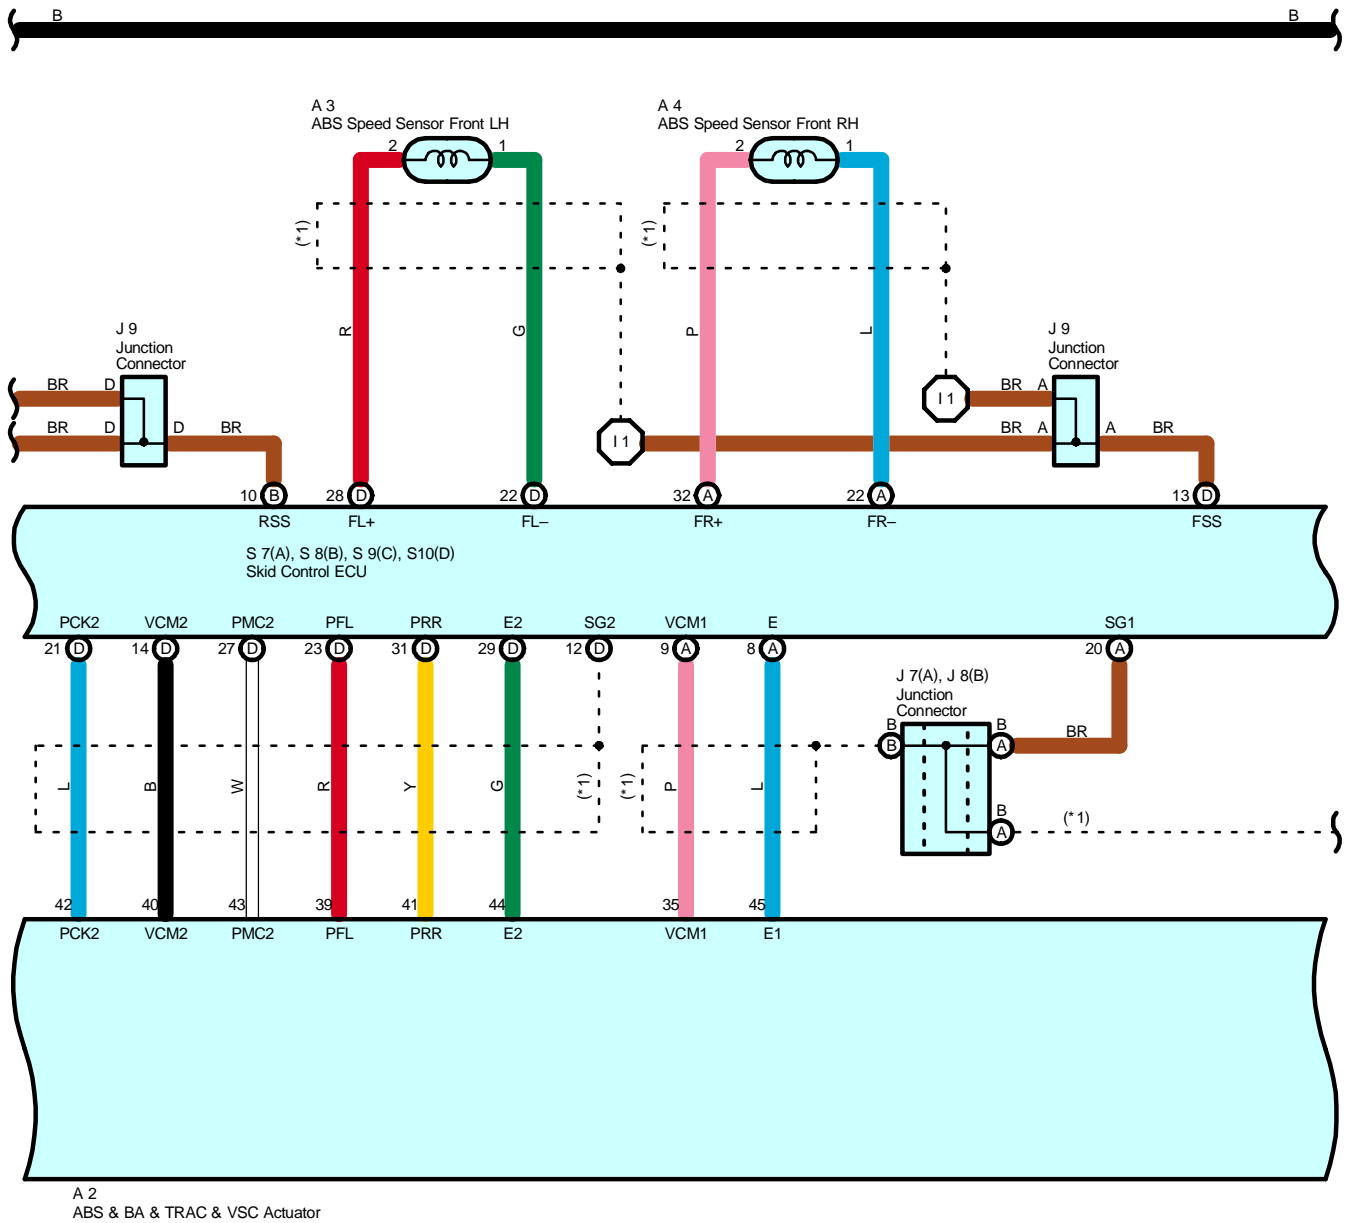 B B
A 3
ABS Speed Sensor Front LH
A 4
ABS Speed Sensor Front RH
2 1 2 1
(*1) (*1)
R G P L
J 9
Junction
Connector
J 9
Junction
Connector
BR D
BR D D BR
I 1
BR A
I 1
BR A A BR
10 B 28 D 22 D 32 A 22 A 13 D
RSS FL+ FL– FR+ FR– FSS
S 7(A), S 8(B), S 9(C), S10(D)
Skid Control ECU
PCK2 VCM2 PMC2 PFL PRR E2 SG2 VCM1 E SG1
21 D 14 D 27 D 23 D 31 D 29 D 12 D 9 A 8 A 20 A
J 7(A), J 8(B)
Junction
Connector
B B
B A BR
L B W R Y G (*1) (*1) P L
B
A (*1)
42 40 43 39 41 44 35 45
PCK2 VCM2 PMC2 PFL PRR E2 VCM1 E1
A 2
ABS & BA & TRAC & VSC Actuator